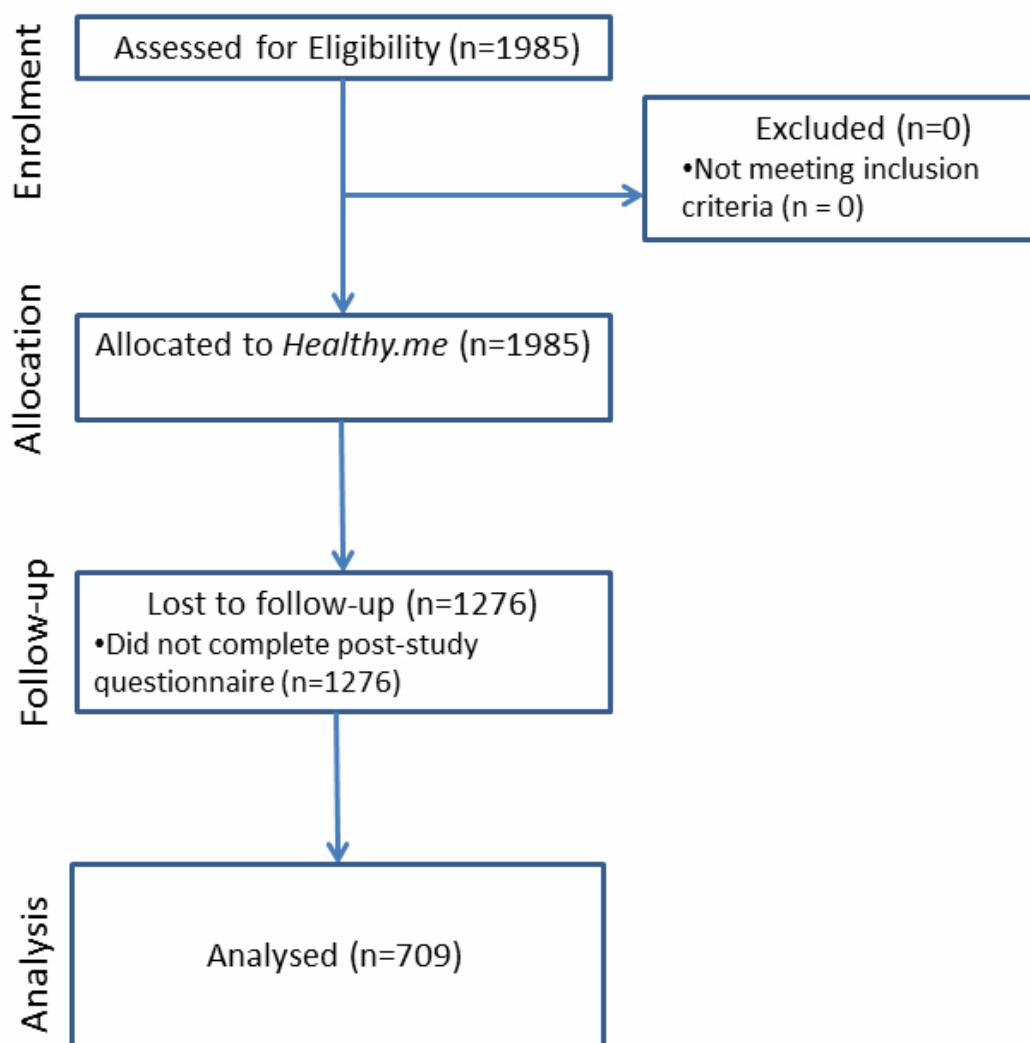 Enrolment
Assessed for Eligibility (n=1985)
Excluded (n=0)
•Not meeting inclusion
criteria (n = 0)
Allocation
Allocated to Healthy.me (n=1985)
Follow-up
Lost to follow-up (n=1276)
•Did not complete post-study
questionnaire (n=1276)
Analysis
Analysed (n=709)